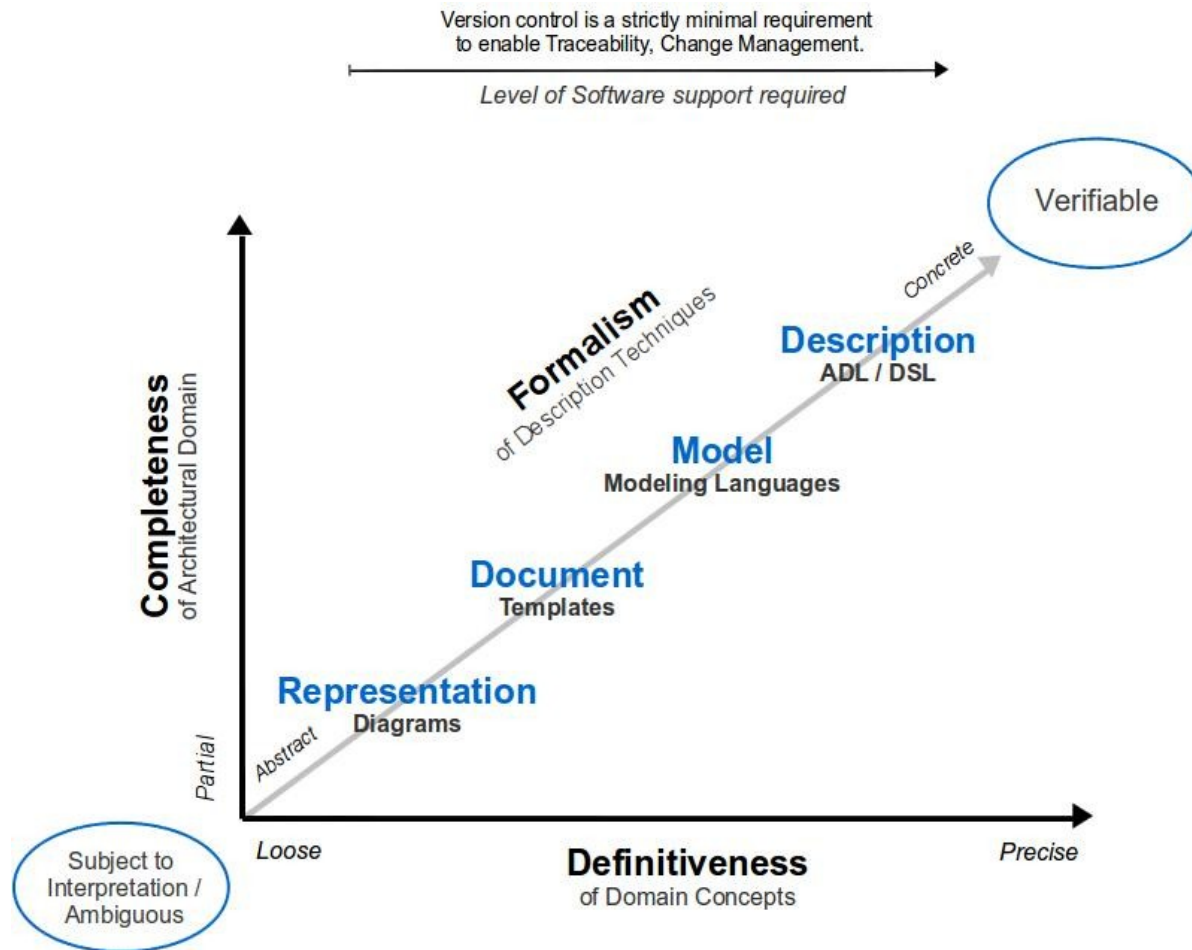 Version control is a strictly minimal requirement
to enable Traceability, Change Management.
Level of Software support required
Verifiable
Concrete
Formalism
of Description Techniques
Description
ADL / DSL
Model
Modeling Languages
Completeness
of Architectural Domain
Document
Templates
Representation
Diagrams
Abstract
Partial
Loose
Precise
Definitiveness
of Domain Concepts
Subject to
Interpretation /
Ambiguous